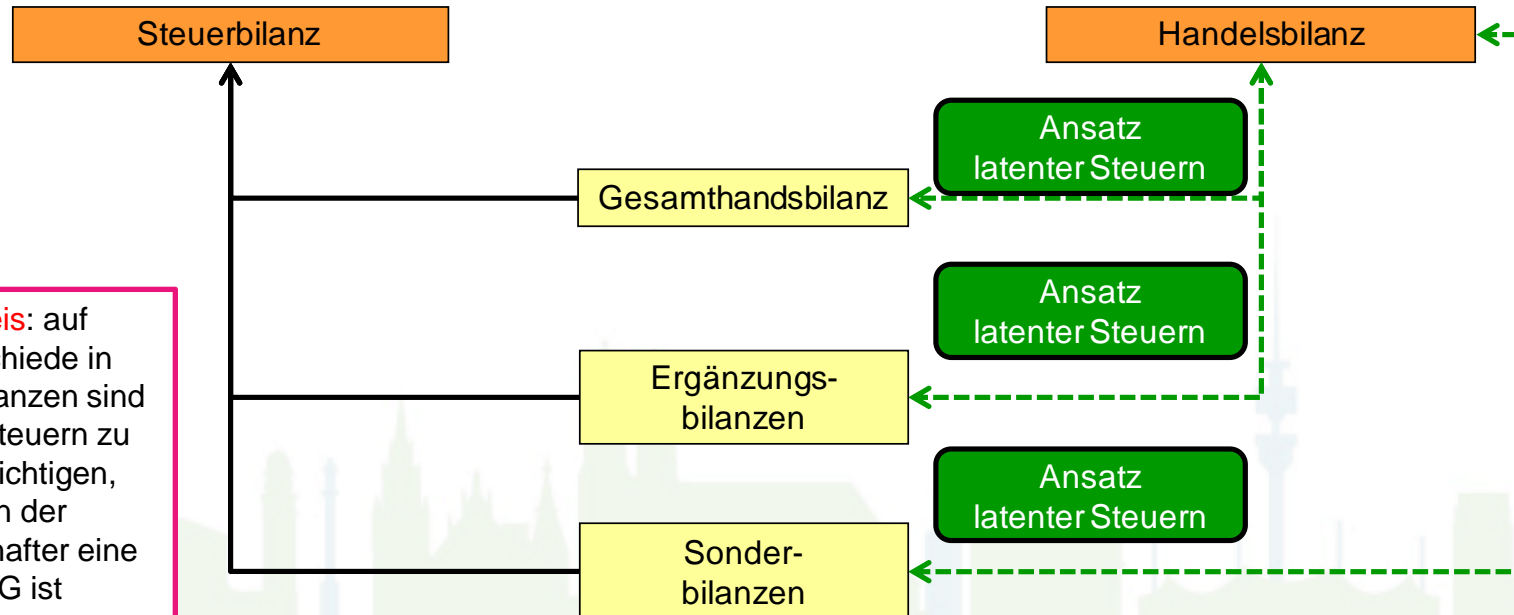 Steuerbilanz
Handelsbilanz
Ansatz
latenter Steuern
Gesamthandsbilanz
Ansatz
latenter Steuern
Ergänzungs-
bilanzen
Ansatz
latenter Steuern
Sonder-
bilanzen
eis: auf
chiede in
anzen sind
teuern zu
ichtigen,
n der
hafter eine
G ist